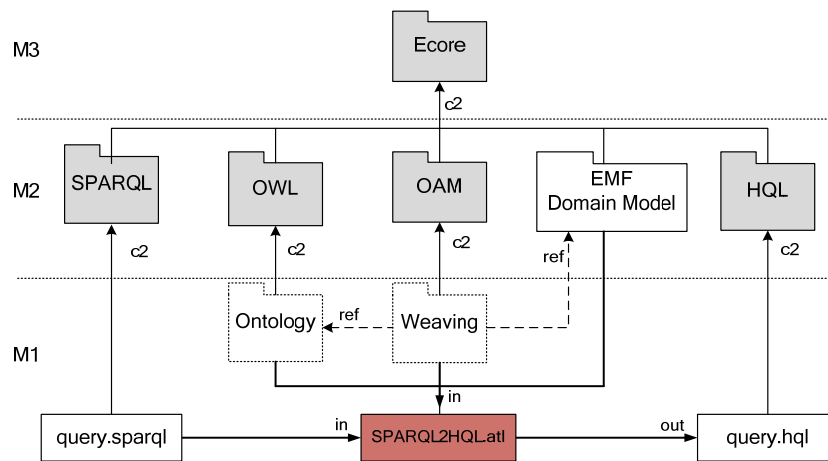 M3
Ecore
c2
M2
SPARQL
OWL
OAM
EMF
Domain Model
HQL
c2
c2
c2
ref
c2
M1
Ontology
ref
Weaving
in
query.sparql
in
SPARQL2HQL.atl
out
query.hql